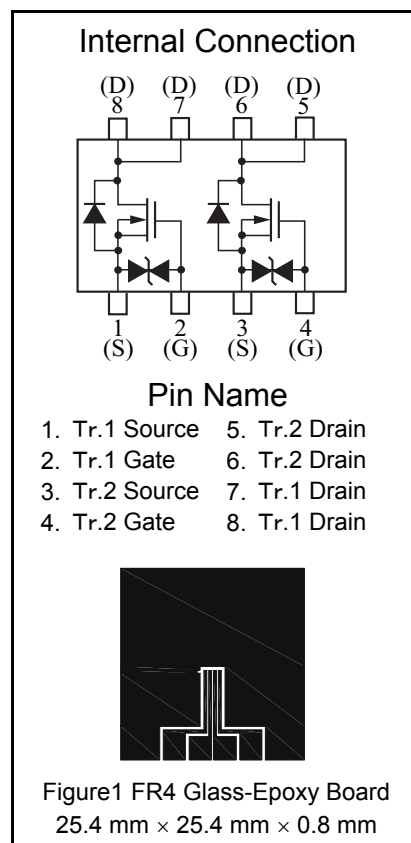 Internal Connection
(D) (D) (D) (D)
8 7 6 5
1 2 3 4
(S) (G) (S) (G)
Pin Name
1. Tr.1 Source 5. Tr.2 Drain
2. Tr.1 Gate 6. Tr.2 Drain
3. Tr.2 Source 7. Tr.1 Drain
4. Tr.2 Gate 8. Tr.1 Drain
Figure1 FR4 Glass-Epoxy Board
25.4 mm × 25.4 mm × 0.8 mm